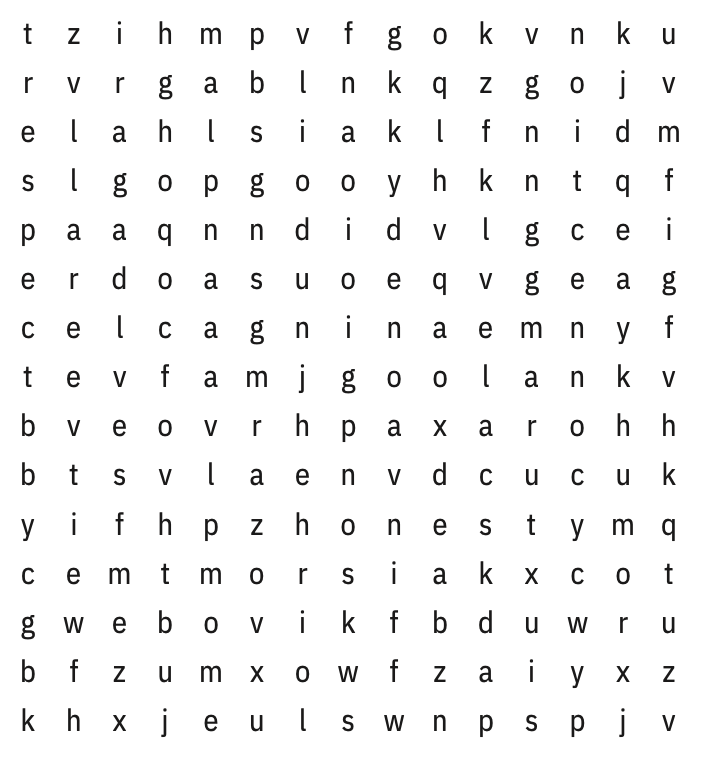 t z i h m p v f g o k v n k u
r v r g a b l n k q z g o j v
e l a h l s i a k l f n i d m
s l g o p g o o y h k n t q f
p a a q n n d i d v l g c e i
e r d o a s u o e q v g e a g
c e l c a g n i n a e m n y f
t e v f a m j g o o l a n k v
b v e o v r h p a x a r o h h
b t s v l a e n v d c u c u k
y i f h p z h o n e s t y m q
c e m t m o r s i a k x c o t
g w e b o v i k f b d u w r u
b f z u m x o w f z a i y x z
k h x j e u l s w n p s p j v